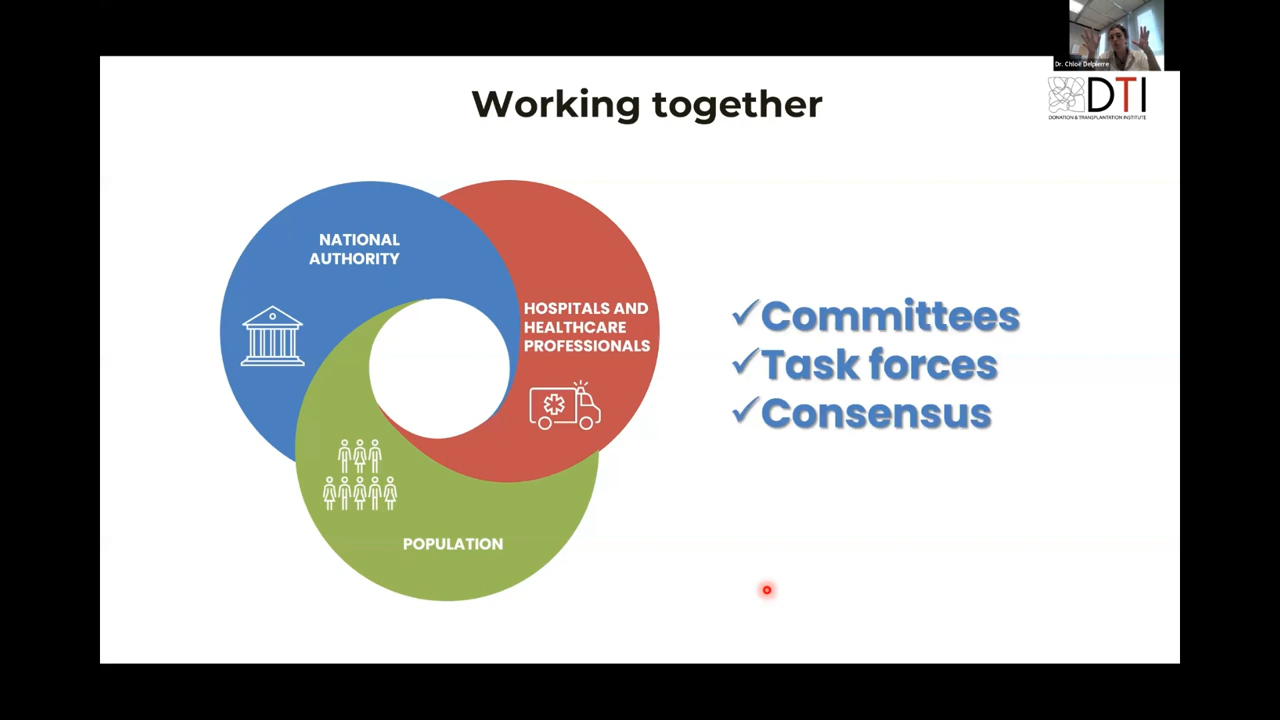 Dr. Chloë Delpierre
Working together
DTI
DONATION & TRANSPLANTATION INSTITUTE
NATIONAL
AUTHORITY
HOSPITALS AND
HEALTHCARE
PROFESSIONALS
POPULATION
✓Committees
✓Task forces
✓Consensus